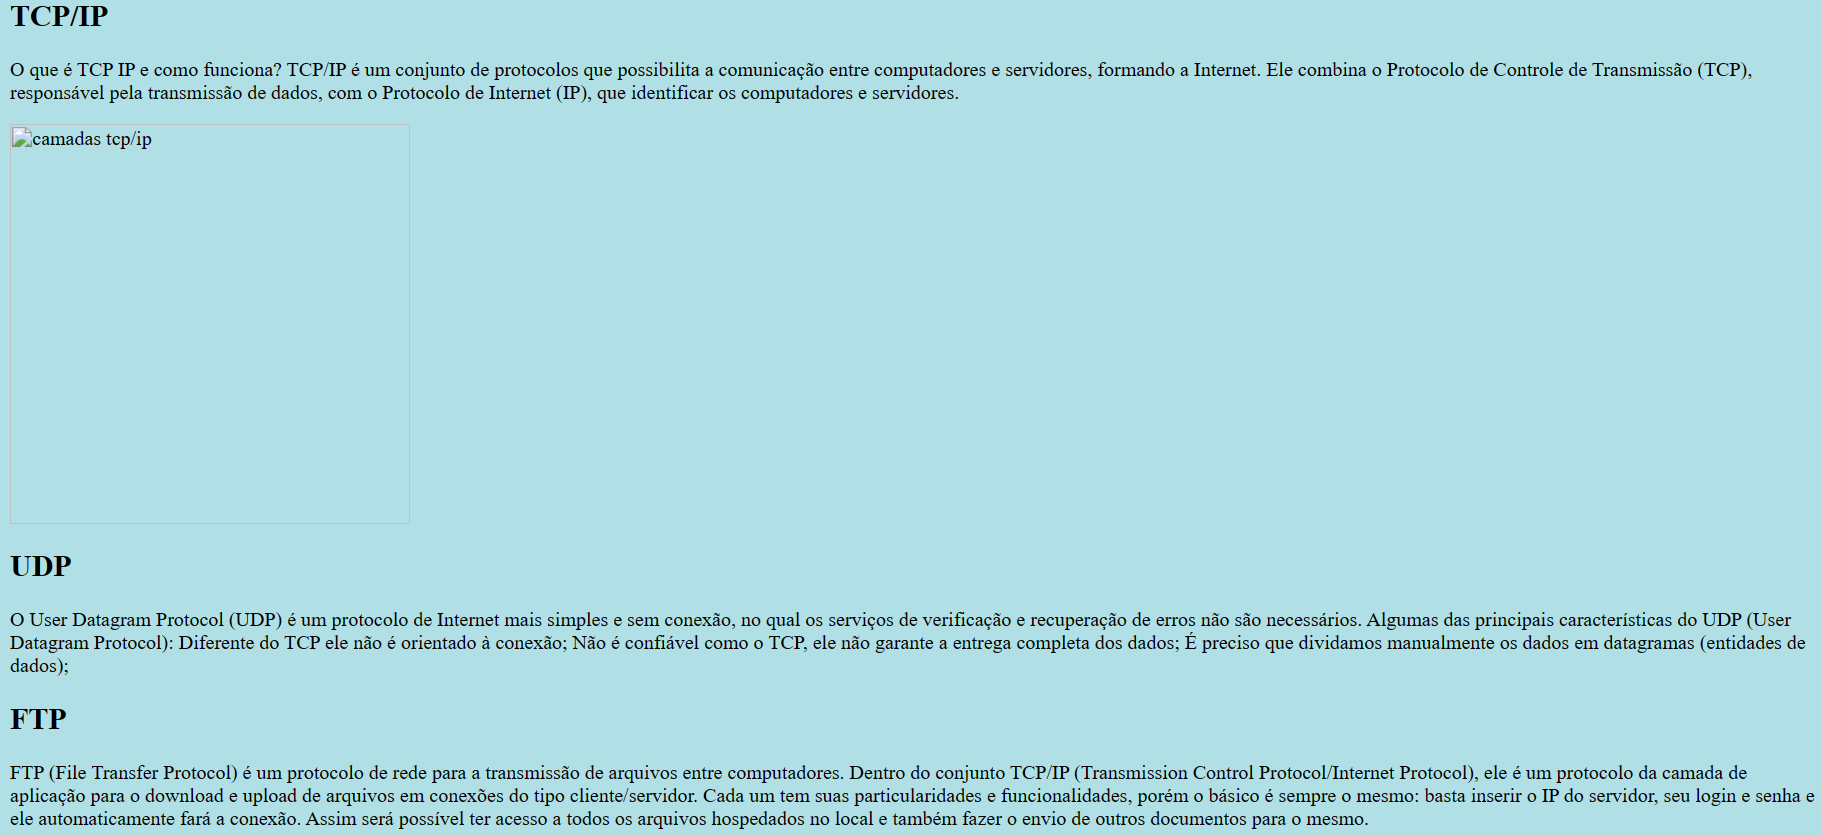 TCP/IP
O que é TCP IP e como funciona? TCP/IP é um conjunto de protocolos que possibilita a comunicação entre computadores e servidores, formando a Internet. Ele combina o Protocolo de Controle de Transmissão (TCP),
responsável pela transmissão de dados, com o Protocolo de Internet (IP), que identificar os computadores e servidores.
camadas tcp/ip
UDP
O User Datagram Protocol (UDP) é um protocolo de Internet mais simples e sem conexão, no qual os serviços de verificação e recuperação de erros não são necessários. Algumas das principais características do UDP (User
Datagram Protocol): Diferente do TCP ele não é orientado à conexão; Não é confiável como o TCP, ele não garante a entrega completa dos dados; É preciso que dividamos manualmente os dados em datagramas (entidades de
dados);
FTP
FTP (File Transfer Protocol) é um protocolo de rede para a transmissão de arquivos entre computadores. Dentro do conjunto TCP/IP (Transmission Control Protocol/Internet Protocol), ele é um protocolo da camada de
aplicação para o download e upload de arquivos em conexões do tipo cliente/servidor. Cada um tem suas particularidades e funcionalidades, porém o básico é sempre o mesmo: basta inserir o IP do servidor, seu login e senha e
ele automaticamente fará a conexão. Assim será possível ter acesso a todos os arquivos hospedados no local e também fazer o envio de outros documentos para o mesmo.